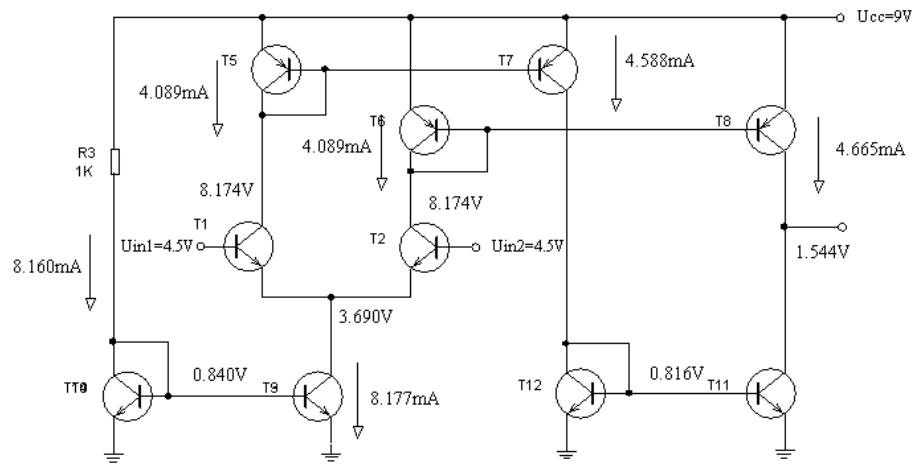 Ucc=9V
T5
T7
4.588mA
4.089mA
T6
T8
4.089mA
4.665mA
R3
1K
8.174V
8.174V
T1
T2
Uin1=4.5V
Uin2=4.5V
1.544V
8.160mA
3.690V
0.840V
T9
8.177mA
T12
0.816V
T11